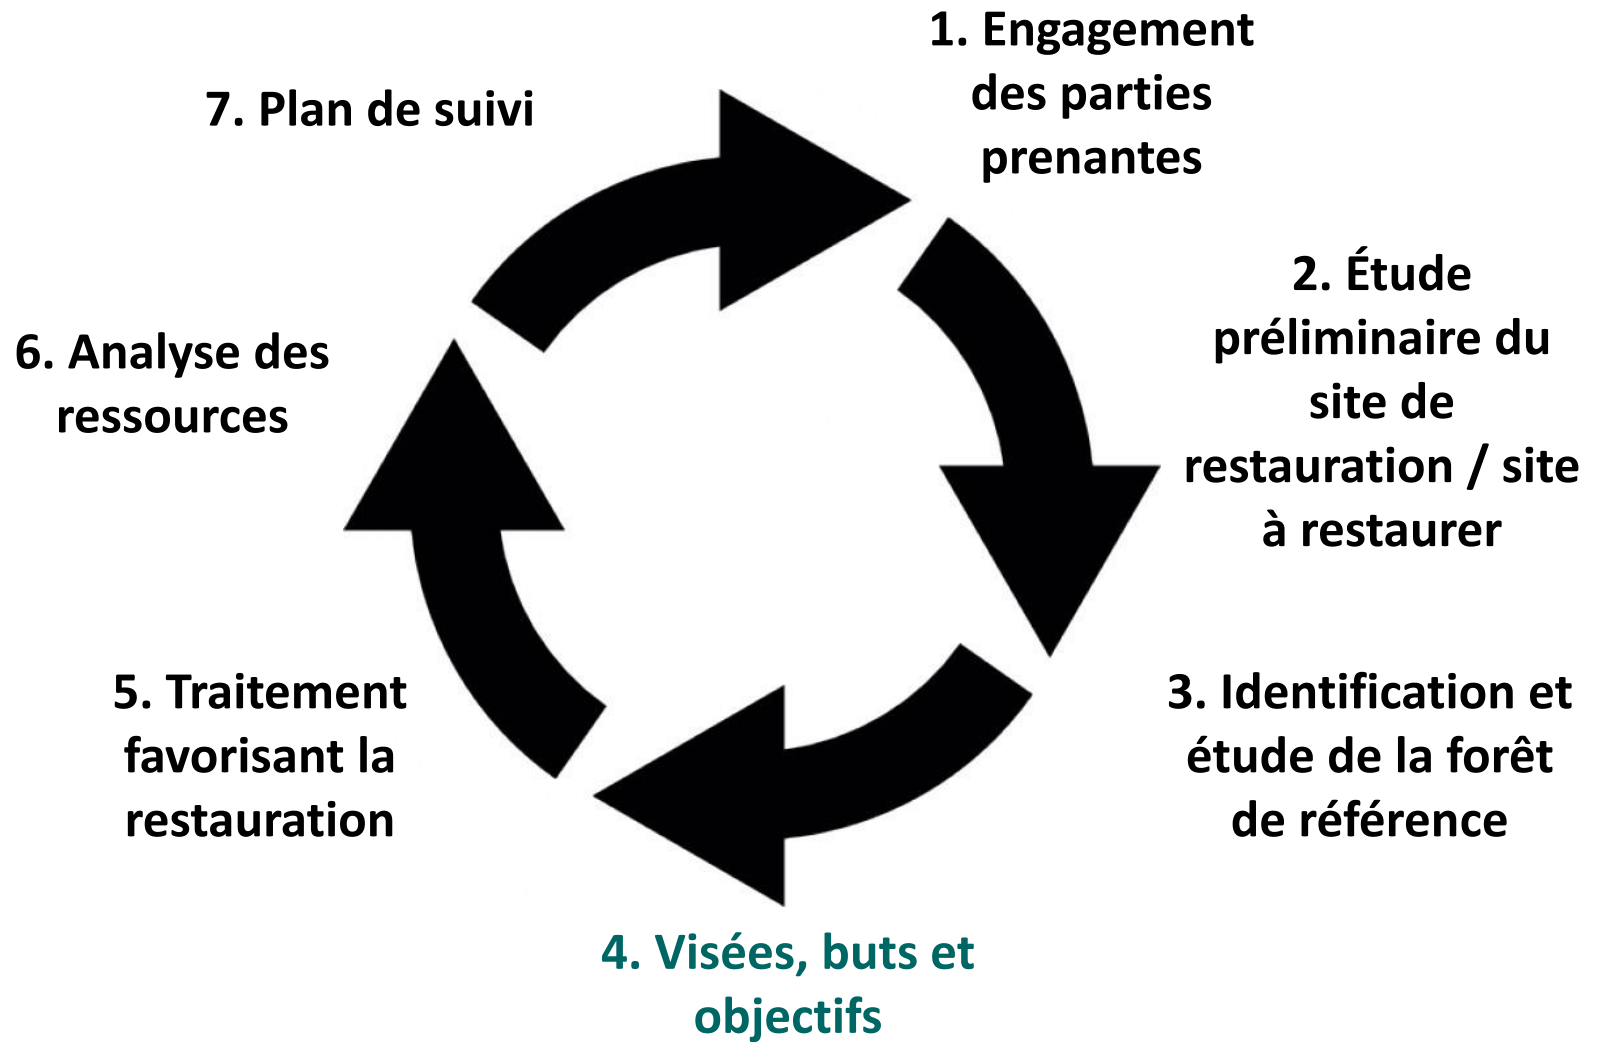 1. Engagement
des parties
prenantes
2. Étude
préliminaire du
site de
restauration / site
à restaurer
3. Identification et
étude de la forêt
de référence
4. Visées, buts et
objectifs
5. Traitement
favorisant la
restauration
6. Analyse des
ressources
7. Plan de suivi